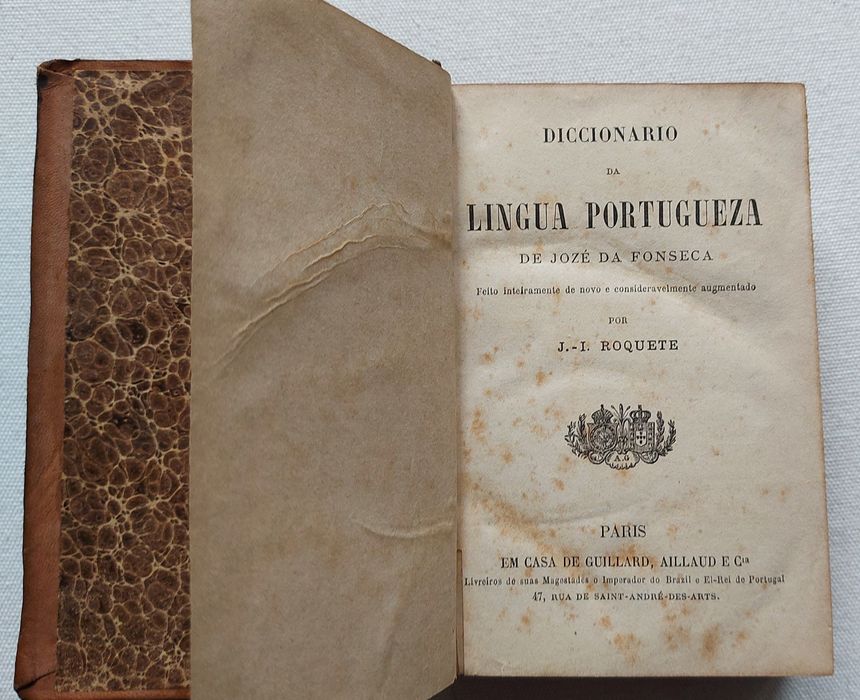 DICCIONARIO
DA
LINGUA PORTUGUEZA
DE JOZÉ DA FONSECA
Feito inteiramente de novo e consideravelmente augmentado
POR
J.-I. ROQUETE
A.G
PARIS
EM CASA DE GUILLARD, AILLAUD E Cia
Livreiros de suas Magestades o Imperador do Brazil e El-Rei de Portugal
47, RUA DE SAINT-ANDRÉ-DES-ARTS.